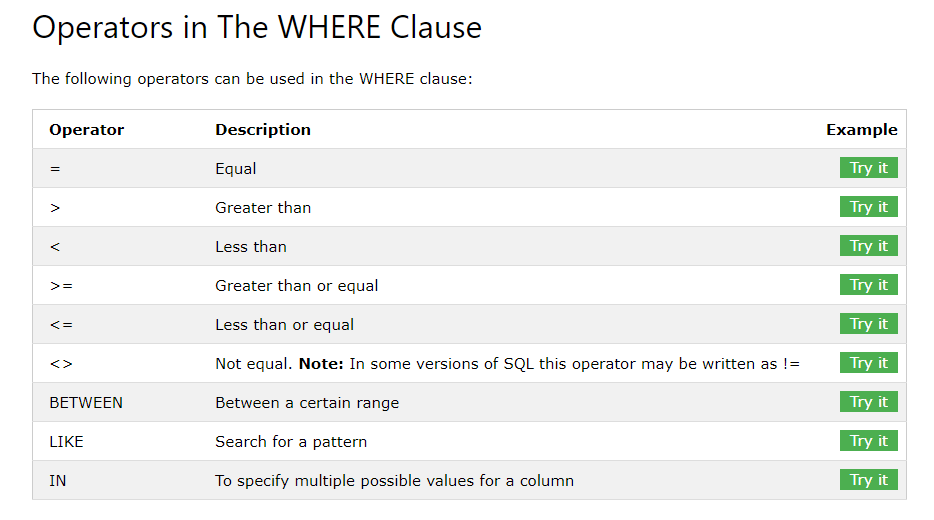 Operators in The WHERE Clause
The following operators can be used in the WHERE clause:
Operator Description Example
= Equal Try it
> Greater than Try it
< Less than Try it
>= Greater than or equal Try it
<= Less than or equal Try it
<> Not equal. Note: In some versions of SQL this operator may be written as != Try it
BETWEEN Between a certain range Try it
LIKE Search for a pattern Try it
IN To specify multiple possible values for a column Try it